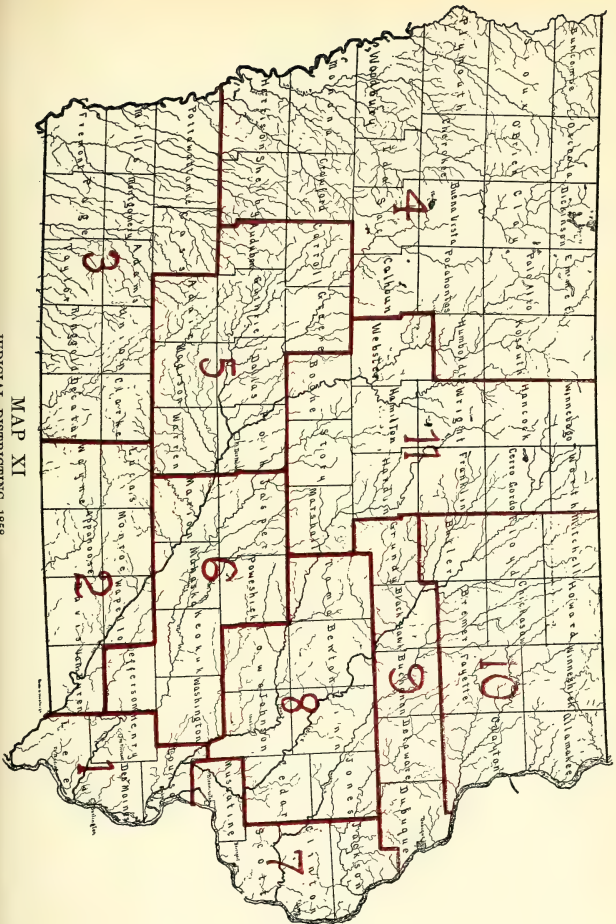 MAP XI
JUDICIAL DISTRICTING, 1858
Buncombe Osceola Dickinson Emmet Kossuth Winnebago Worth Mitchell Howard Winneshiek Allamakee
Sioux O'Brien Clay Palo Alto Hancock Cerro Gordo Floyd Chickasaw
Plymouth Cherokee Buena Vista Pocahontas Humboldt Wright Franklin Butler Bremer Fayette Clayton
Woodbury Ida Sac Calhoun Webster Hamilton Hardin Grundy Black Hawk Buchanan Delaware Dubuque
Monona Crawford Carroll Greene Boone Story Marshall Tama Benton Linn Jones Jackson
Harrison Shelby Audubon Guthrie Dallas Polk Jasper Poweshiek Iowa Johnson Cedar Clinton
Scott
Muscatine
Pottawattamie Cass Adair Madison Warren Marion Mahaska Keokuk Washington Louisa
Mills Montgomery Adams Union Clarke Lucas Monroe Wapello Jefferson Henry Des Moines
Fremont Page Taylor Ringgold Decatur Wayne Appanoose Davis Van Buren Lee
4
11
10
9
5
6
8
7
3
2
1